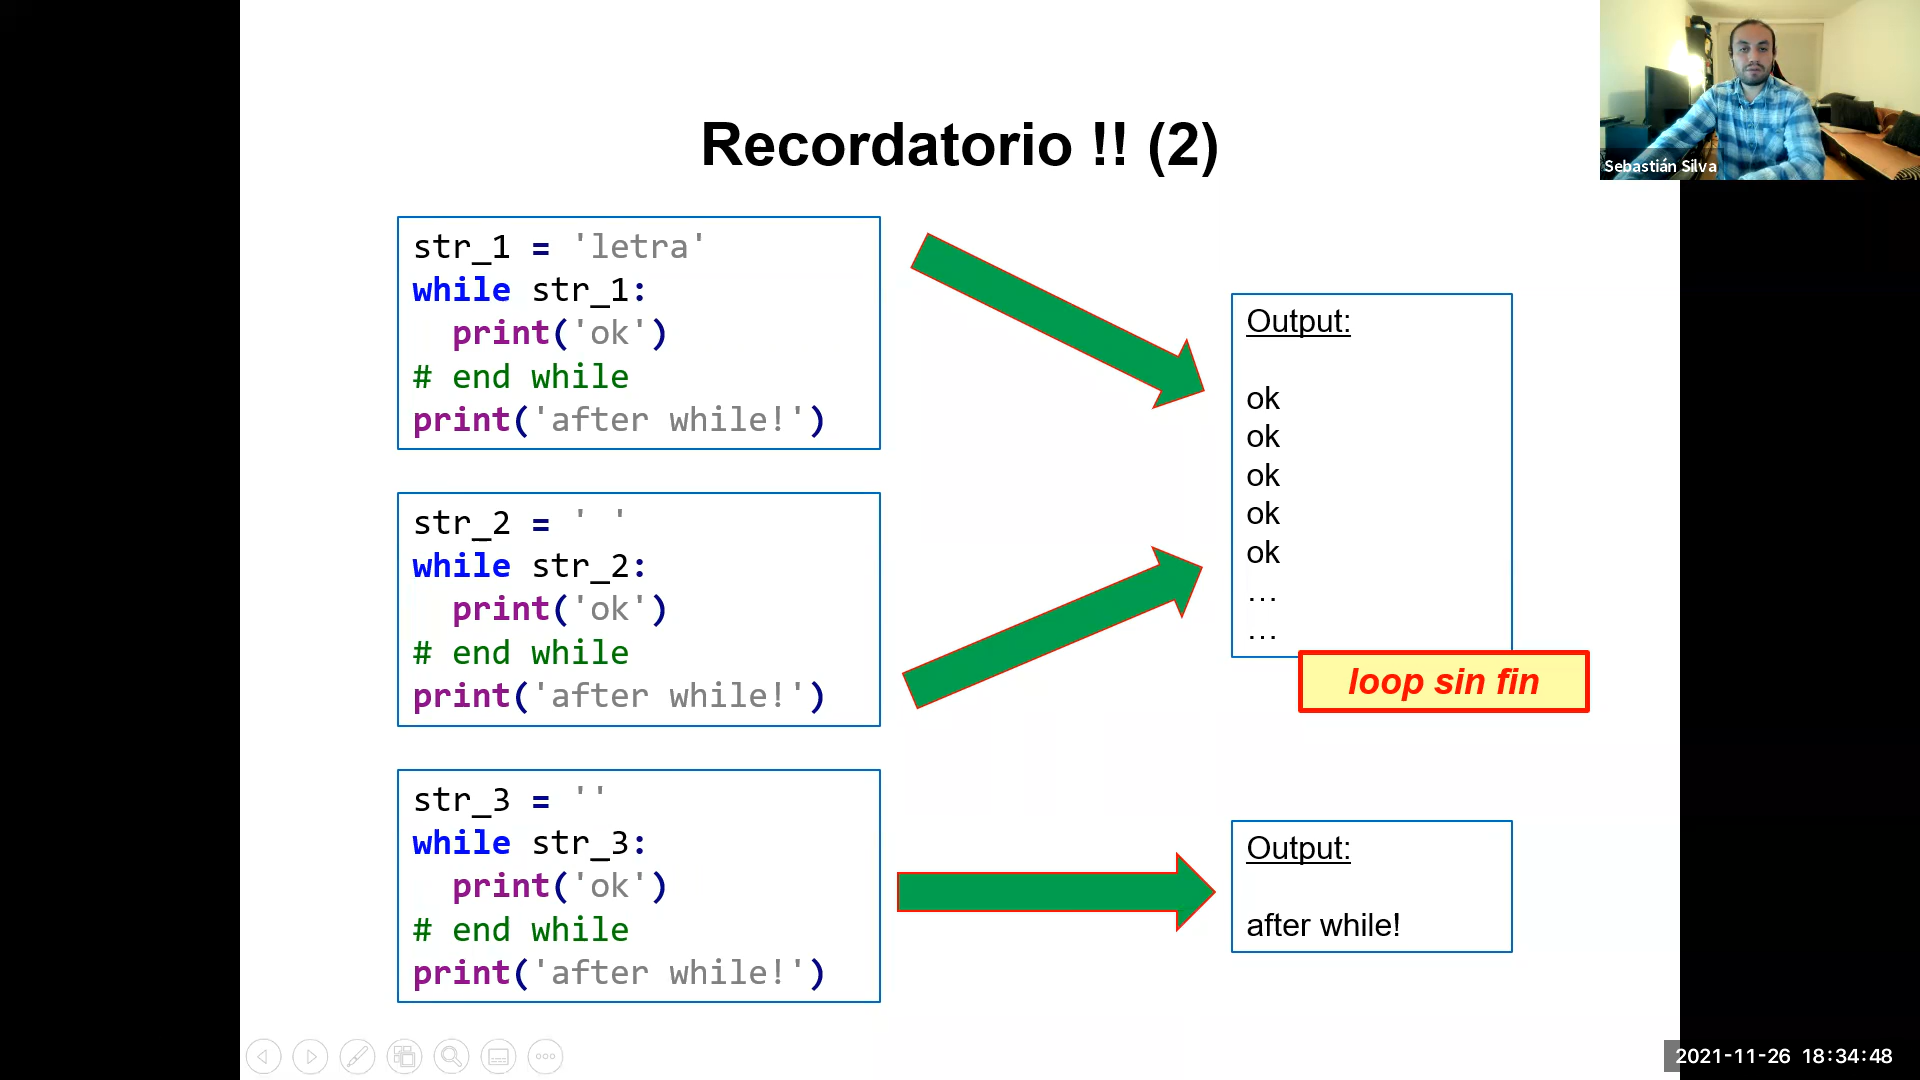 Sebastián Silva
Recordatorio !! (2)
str_1 = 'letra'
while str_1:
  print('ok')
# end while
print('after while!')
str_2 = ' '
while str_2:
  print('ok')
# end while
print('after while!')
str_3 = ''
while str_3:
  print('ok')
# end while
print('after while!')
Output:
ok
ok
ok
ok
ok
…
…
loop sin fin
Output:
after while!
2021-11-26 18:34:48